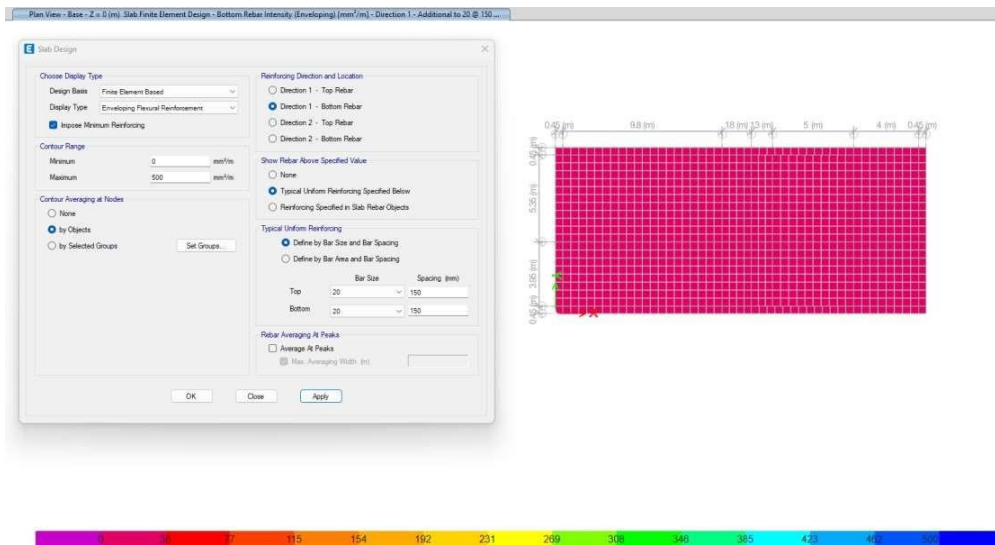 Plan View - Base - Z = 0 (m) Slab Finite Element Design - Bottom Rebar Intensity (Enveloping) [mm²/m] - Direction 1 - Additional to 20 @ 150 ...
Slab Design
Choose Display Type
Design Basis Finite Element Based
Display Type Enveloping Flexural Reinforcement
Impose Minimum Reinforcing
Contour Range
Minimum 0 mm²/m
Maximum 500 mm²/m
Contour Averaging at Nodes
None
by Objects
by Selected Groups Set Groups...
Reinforcing Direction and Location
Direction 1 - Top Rebar
Direction 1 - Bottom Rebar
Direction 2 - Top Rebar
Direction 2 - Bottom Rebar
Show Rebar Above Specified Value
None
Typical Uniform Reinforcing Specified Below
Reinforcing Specified in Slab Rebar Objects
Typical Uniform Reinforcing
Define by Bar Size and Bar Spacing
Define by Bar Area and Bar Spacing
Bar Size Spacing (mm)
Top 20 150
Bottom 20 150
Rebar Averaging At Peaks
Average At Peaks
Max. Averaging Width (m)
OK Close Apply
0.45 (m) 9.8 (m) 5 (m) 4 (m) 0.45 (m)
5.35 (m)
3.95 (m)
0.45 (m)
X
0 38 77 115 154 192 231 269 308 346 385 423 462 500